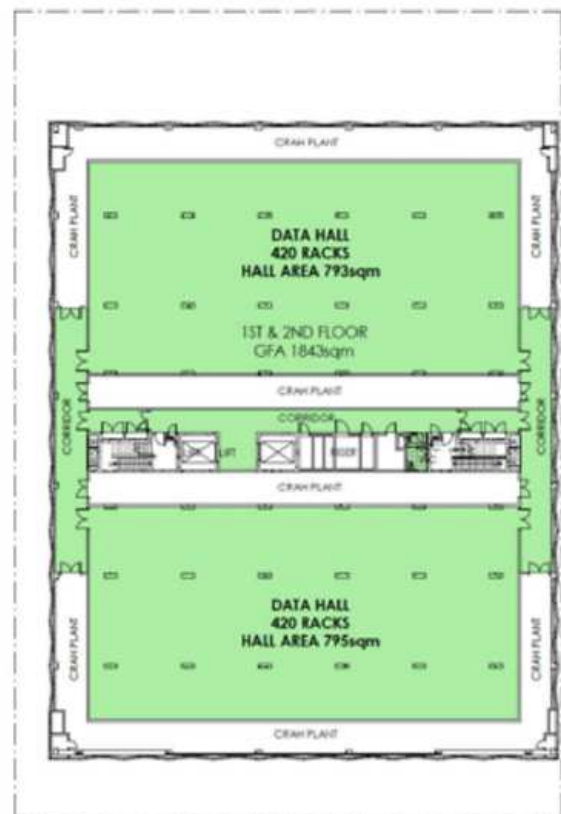 CRAH PLANT
CRAH PLANT
CRAH PLANT
DATA HALL
420 RACKS
HALL AREA 793sqm
1ST & 2ND FLOOR
GFA 1843sqm
CRAH PLANT
CORRIDOR
CORRIDOR
CORRIDOR
LIFT
RISER
CRAH PLANT
DATA HALL
420 RACKS
HALL AREA 795sqm
CRAH PLANT
CRAH PLANT
CRAH PLANT